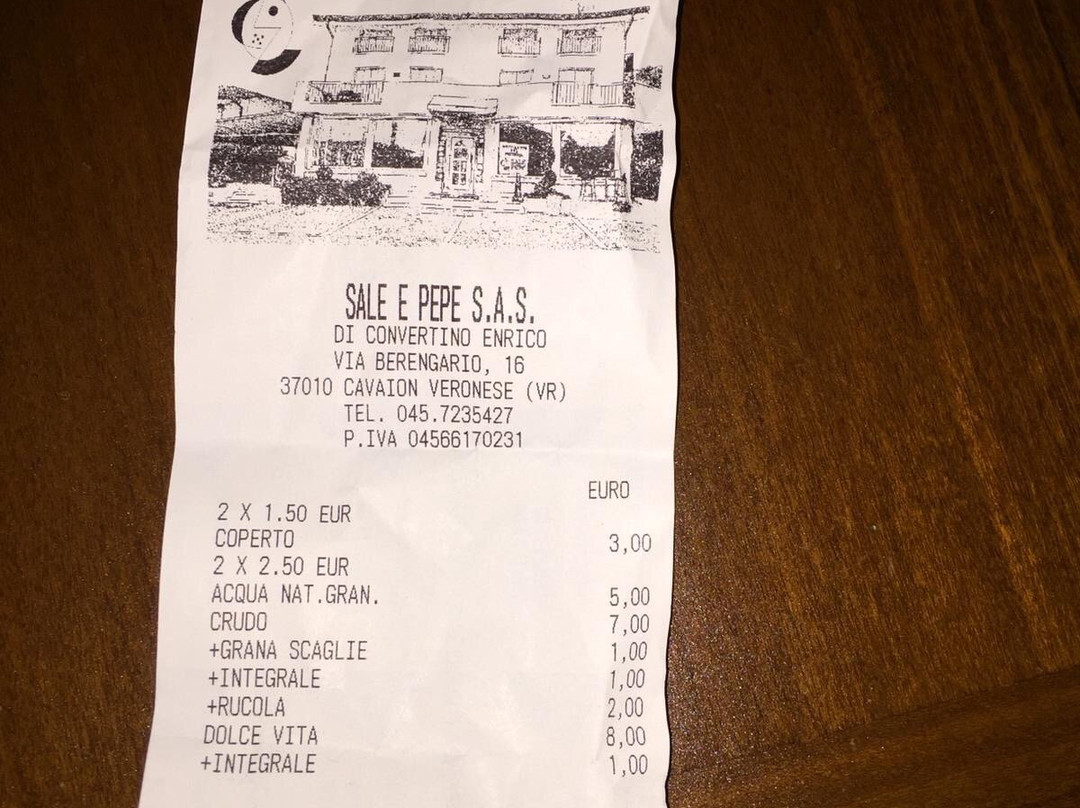 SALE E PEPE S.A.S.
DI CONVERTINO ENRICO
VIA BERENGARIO, 16
37010 CAVAION VERONESE (VR)
TEL. 045.7235427
P.IVA 04566170231
EURO
2 X 1.50 EUR
COPERTO 3,00
2 X 2.50 EUR
ACQUA NAT.GRAN. 5,00
CRUDO 7,00
+GRANA SCAGLIE 1,00
+INTEGRALE 1,00
+RUCOLA 2,00
DOLCE VITA 8,00
+INTEGRALE 1,00